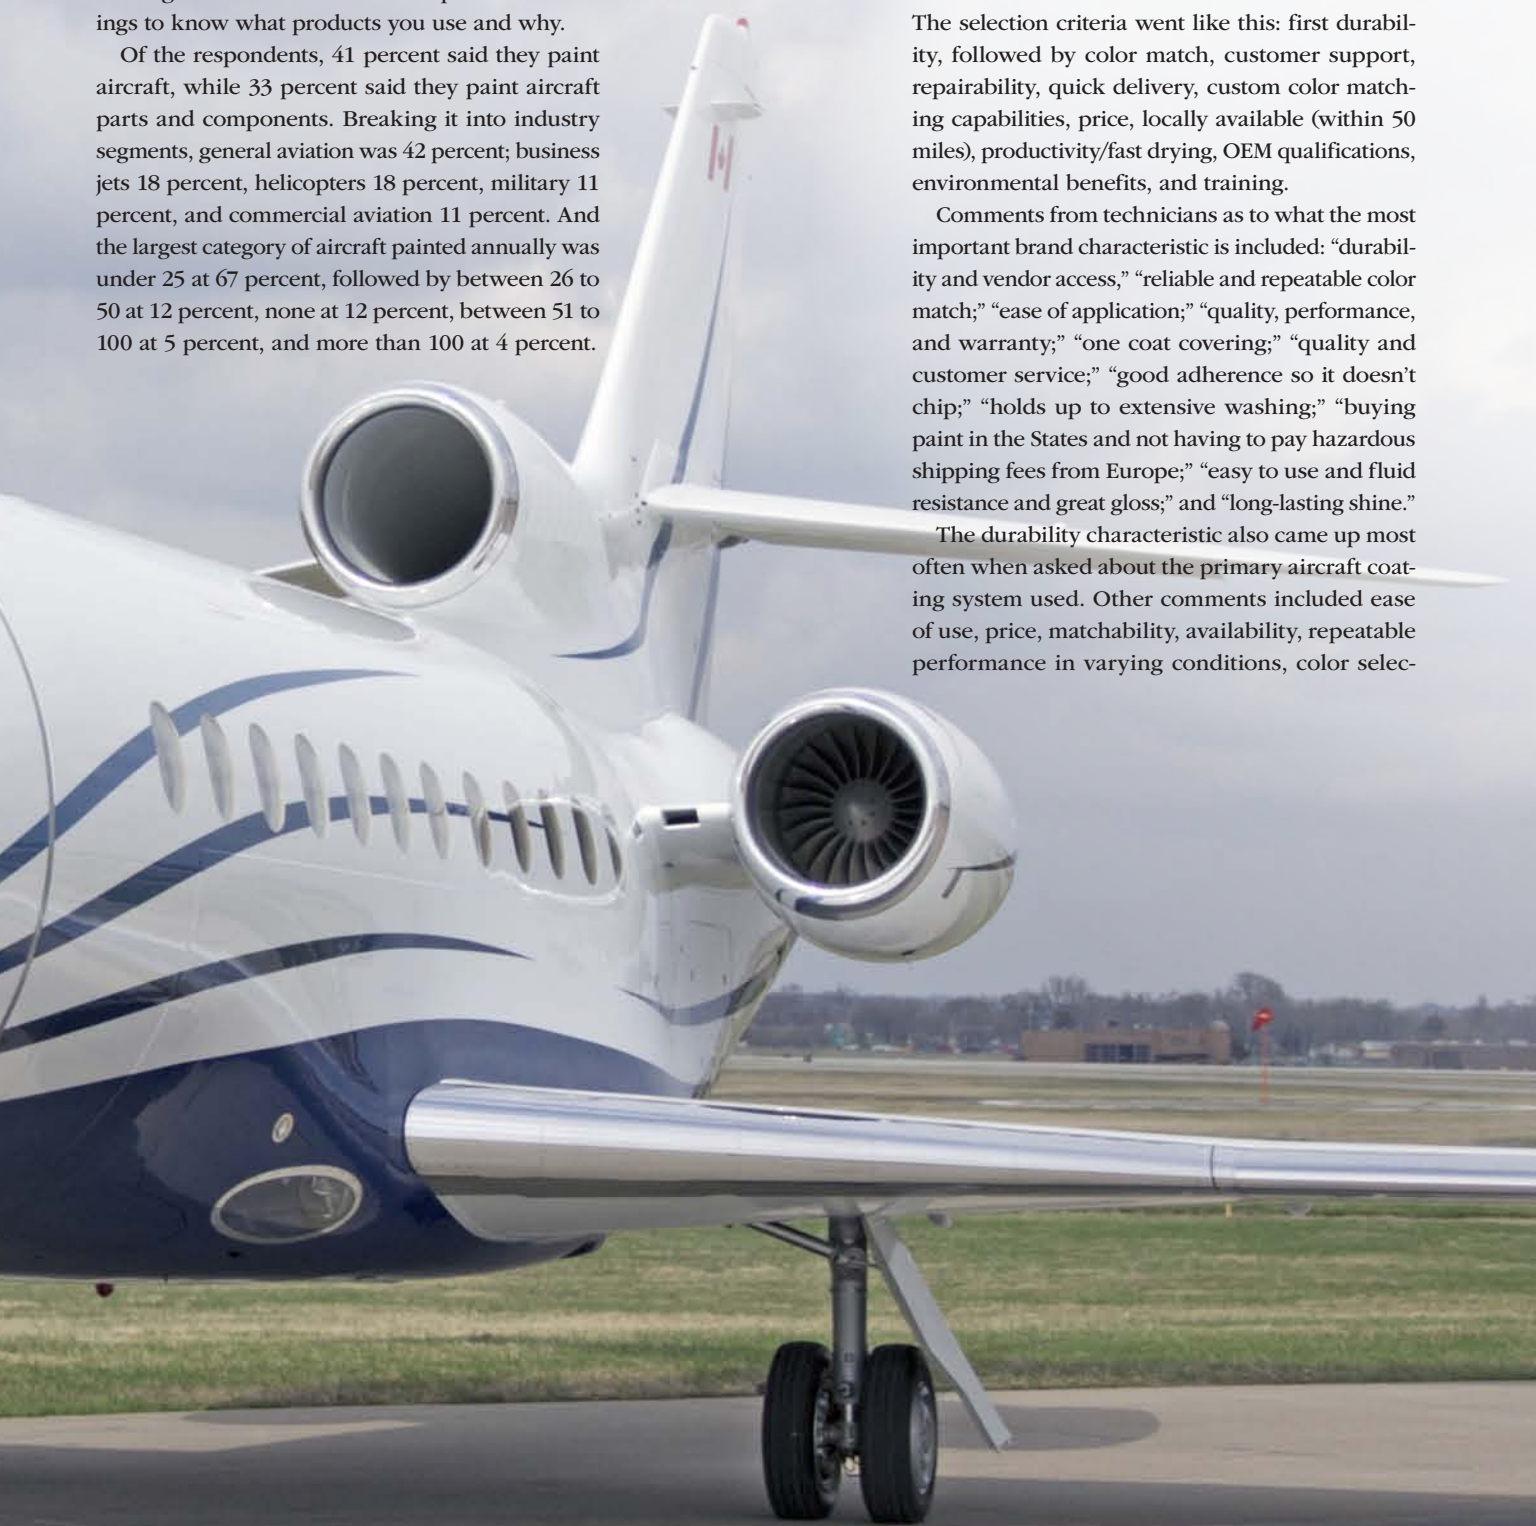 ings to know what products you use and why.
Of the respondents, 41 percent said they paint
aircraft, while 33 percent said they paint aircraft
parts and components. Breaking it into industry
segments, general aviation was 42 percent; business
jets 18 percent, helicopters 18 percent, military 11
percent, and commercial aviation 11 percent. And
the largest category of aircraft painted annually was
under 25 at 67 percent, followed by between 26 to
50 at 12 percent, none at 12 percent, between 51 to
100 at 5 percent, and more than 100 at 4 percent.
The selection criteria went like this: first durabil-
ity, followed by color match, customer support,
repairability, quick delivery, custom color match-
ing capabilities, price, locally available (within 50
miles), productivity/fast drying, OEM qualifications,
environmental benefits, and training.
Comments from technicians as to what the most
important brand characteristic is included: “durabil-
ity and vendor access,” “reliable and repeatable color
match;” “ease of application;” “quality, performance,
and warranty;” “one coat covering;” “quality and
customer service;” “good adherence so it doesn’t
chip;” “holds up to extensive washing;” “buying
paint in the States and not having to pay hazardous
shipping fees from Europe;” “easy to use and fluid
resistance and great gloss;” and “long-lasting shine.”
The durability characteristic also came up most
often when asked about the primary aircraft coat-
ing system used. Other comments included ease
of use, price, matchability, availability, repeatable
performance in varying conditions, color selec-